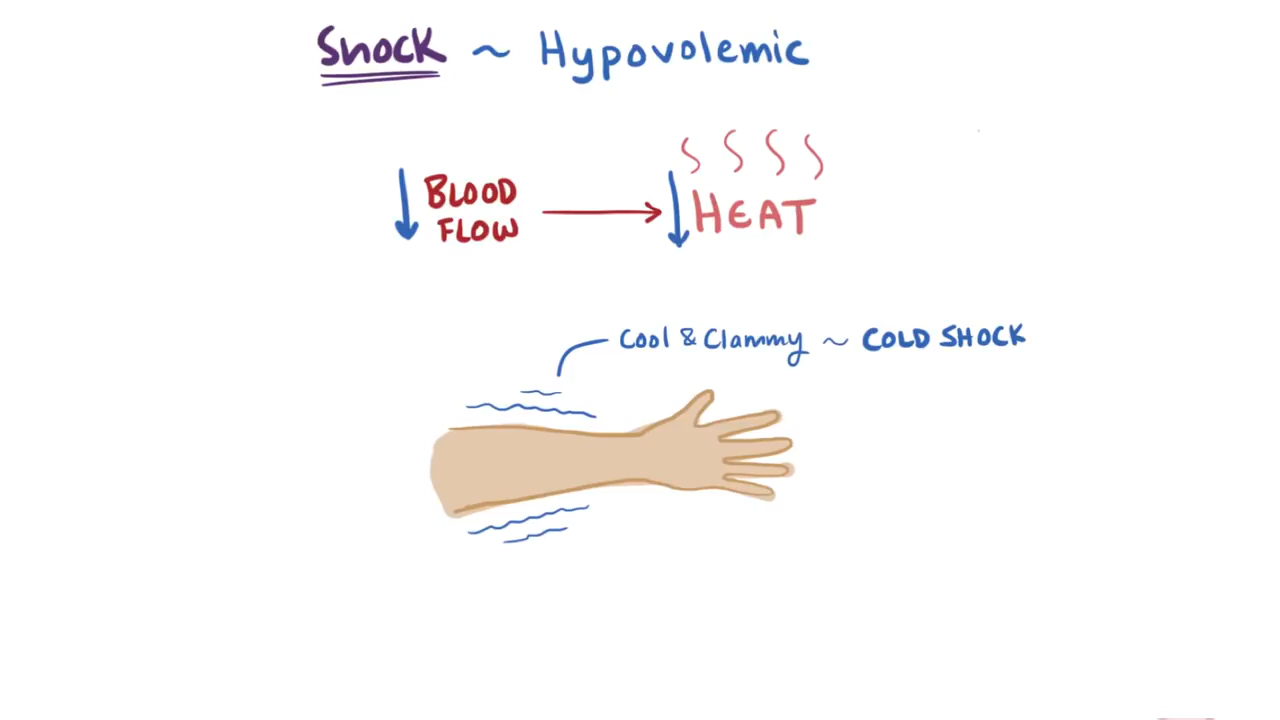 Shock ~ Hypovolemic
↓ BLOOD FLOW → ↓ HEAT
Cool & Clammy ~ COLD SHOCK